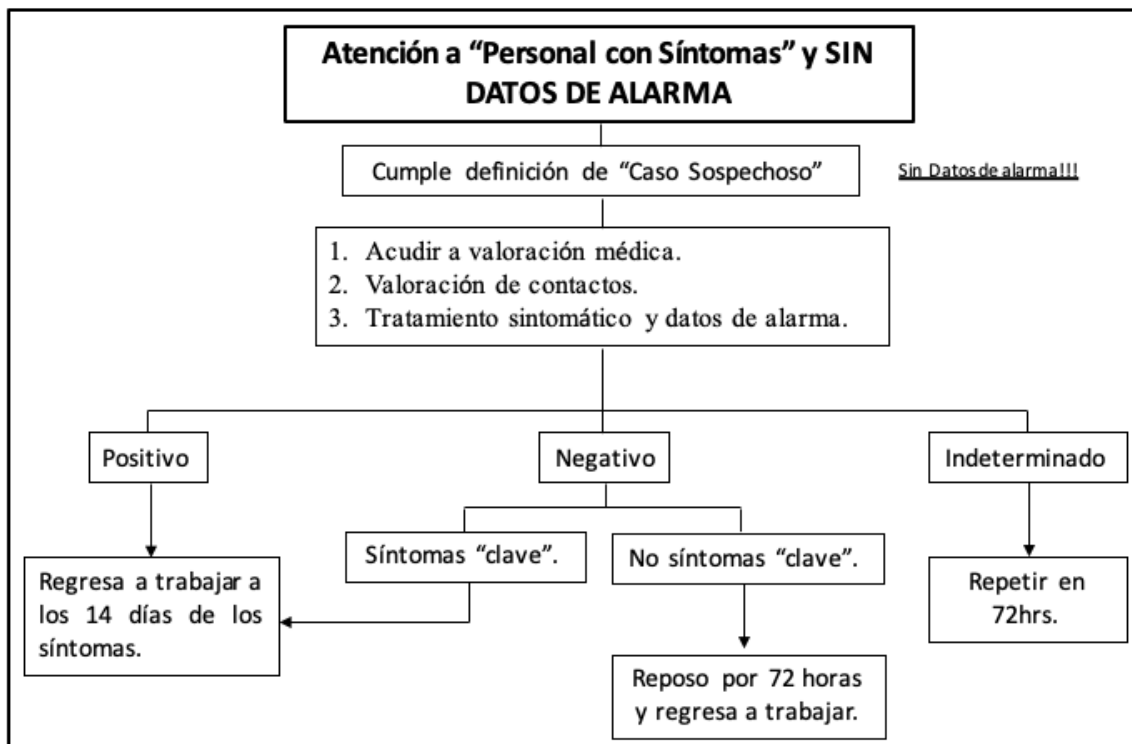 Atención a “Personal con Síntomas” y SIN
DATOS DE ALARMA
Cumple definición de “Caso Sospechoso”
Sin Datos de alarma!!!
1. Acudir a valoración médica.
2. Valoración de contactos.
3. Tratamiento sintomático y datos de alarma.
Positivo
Negativo
Indeterminado
Síntomas “clave”.
No síntomas “clave”.
Regresa a trabajar a
los 14 días de los
síntomas.
Repetir en
72hrs.
Reposo por 72 horas
y regresa a trabajar.